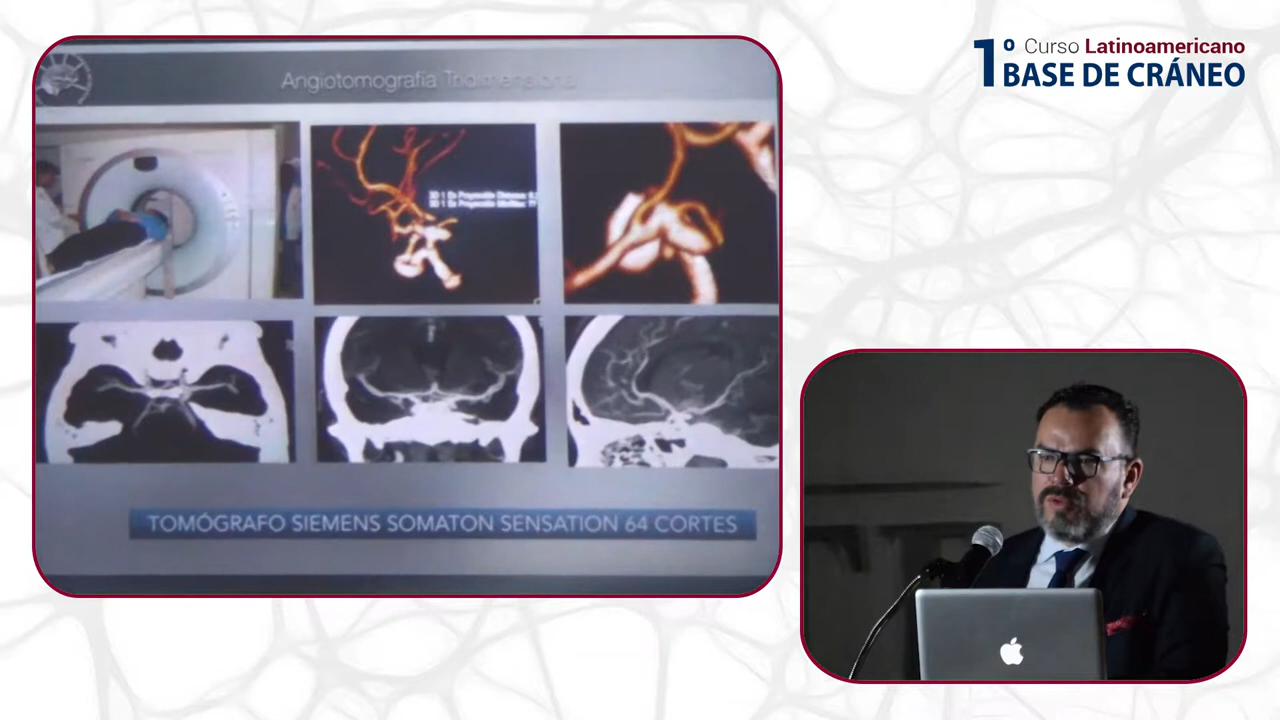 1º Curso Latinoamericano
BASE DE CRÁNEO
Angiotomografía Tridimensional
TOMÓGRAFO SIEMENS SOMATON SENSATION 64 CORTES